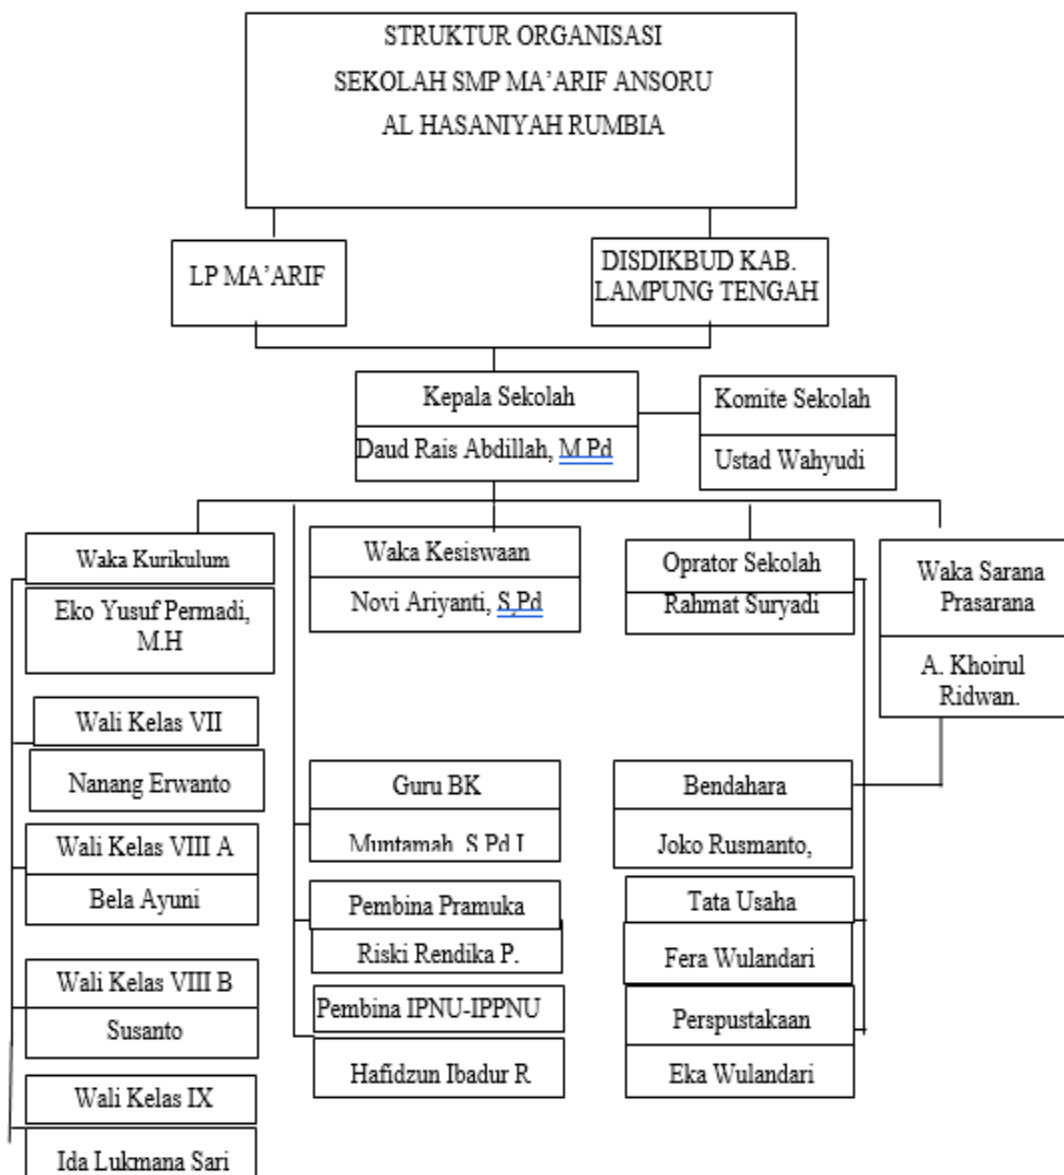 STRUKTUR ORGANISASI
SEKOLAH SMP MA’ARIF ANSORU
AL HASANIYAH RUMBIA
LP MA’ARIF
DISDIKBUD KAB.
LAMPUNG TENGAH
Kepala Sekolah
Daud Rais Abdillah, M.Pd
Komite Sekolah
Ustad Wahyudi
Waka Kurikulum
Eko Yusuf Permadi,
M.H
Waka Kesiswaan
Novi Ariyanti, S,Pd
Oprator Sekolah
Rahmat Suryadi
Waka Sarana
Prasarana
A. Khoirul
Ridwan.
Wali Kelas VII
Nanang Erwanto
Wali Kelas VIII A
Bela Ayuni
Wali Kelas VIII B
Susanto
Wali Kelas IX
Ida Lukmana Sari
Guru BK
Muntamah, S.Pd.I
Pembina Pramuka
Riski Rendika P.
Pembina IPNU-IPPNU
Hafidzun Ibadur R
Bendahara
Joko Rusmanto,
Tata Usaha
Fera Wulandari
Perspustakaan
Eka Wulandari